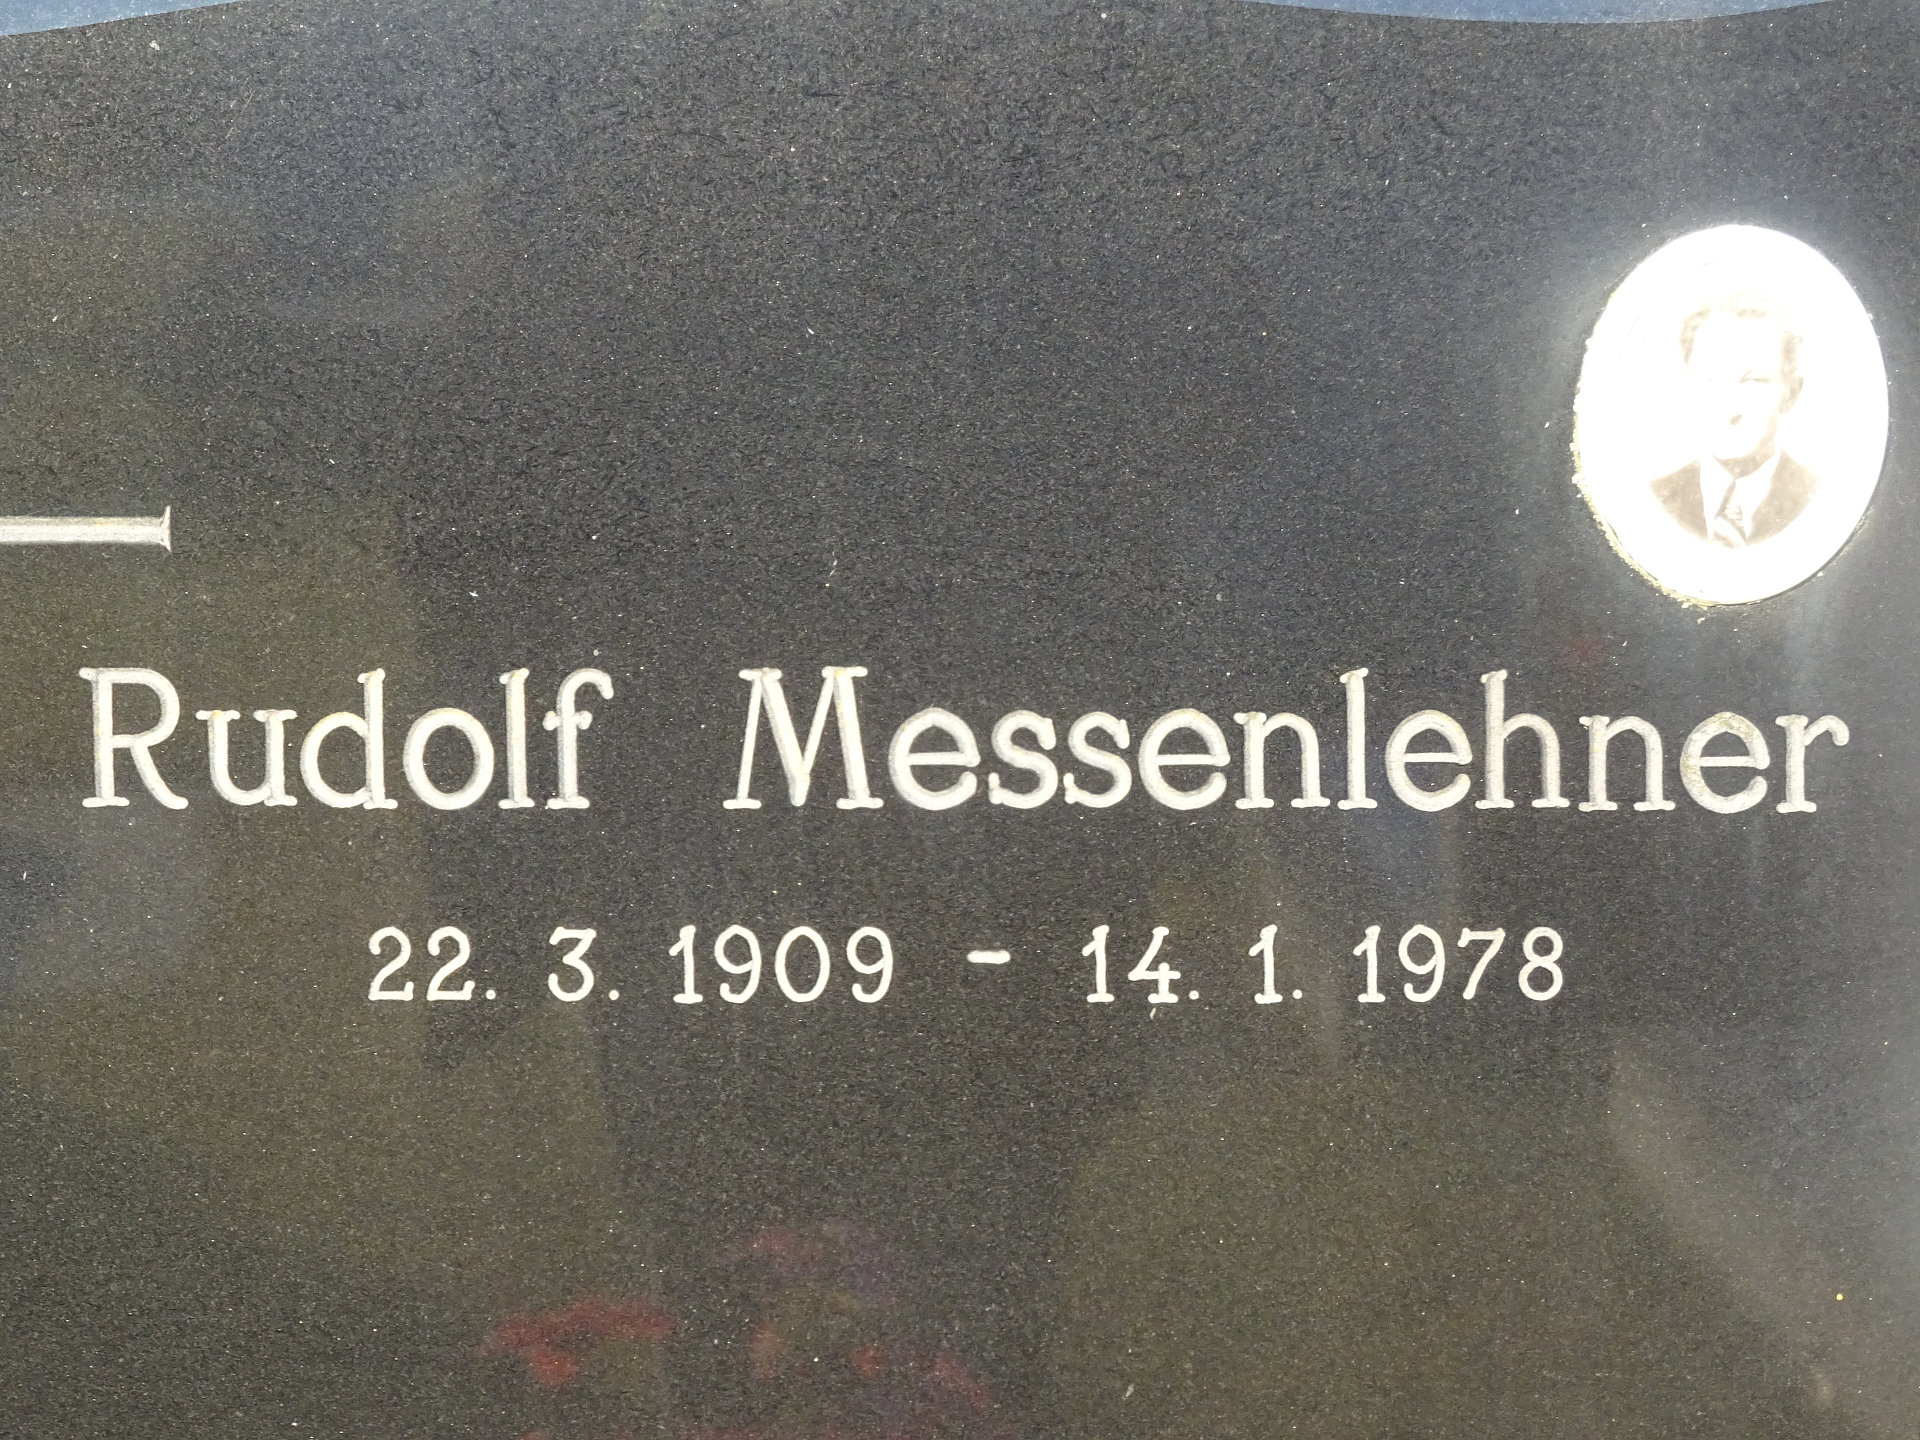 Rudolf Messenlehner
22. 3. 1909 - 14. 1. 1978